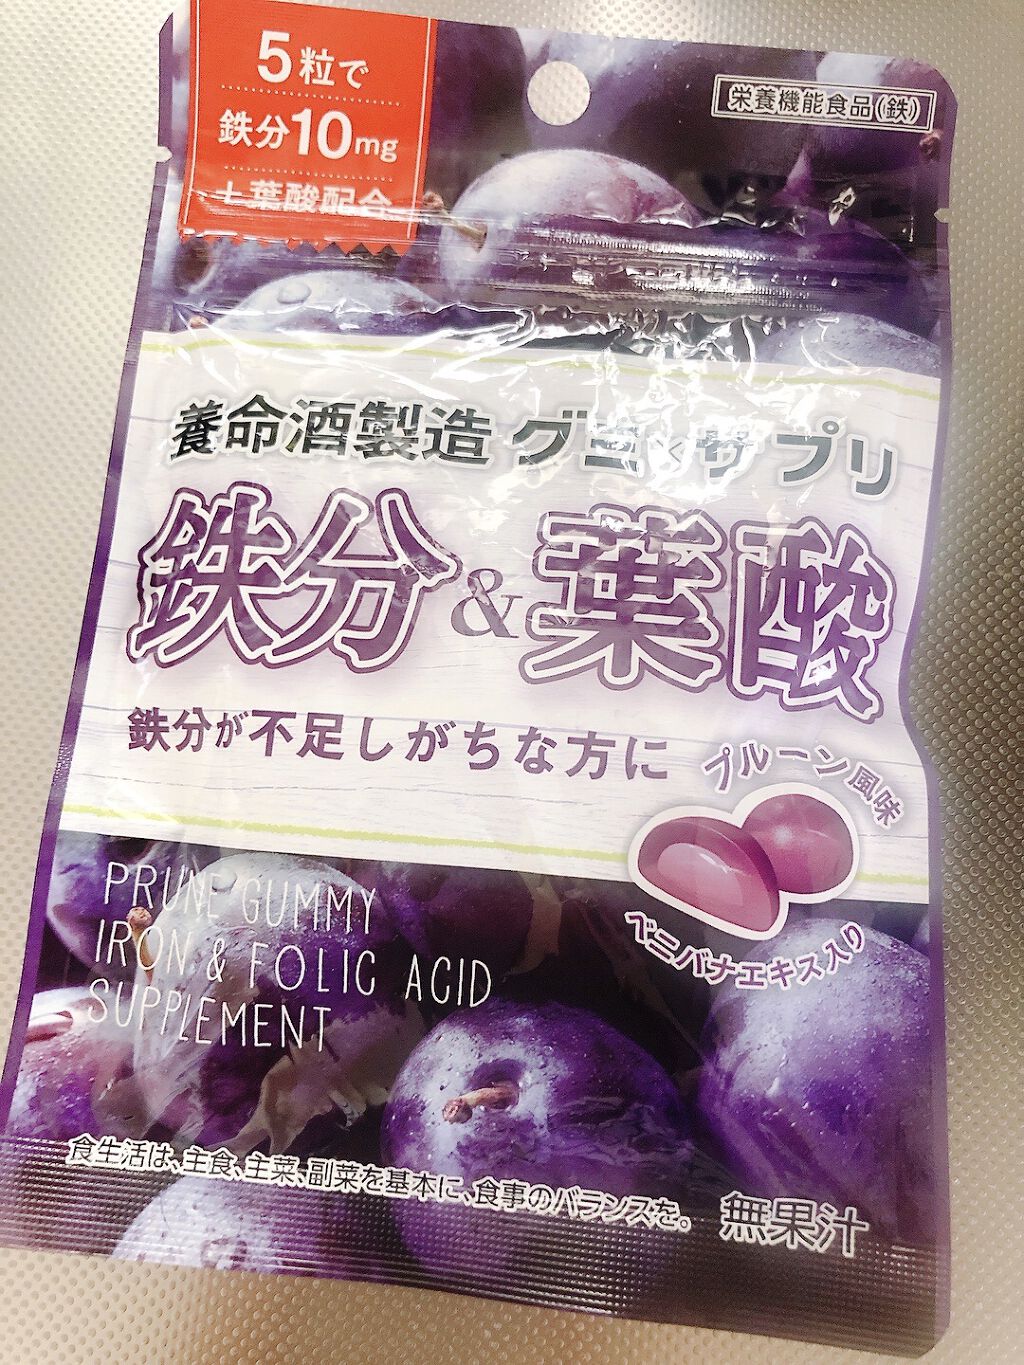 5粒で
鉄分10mg
+葉酸配合
栄養機能食品(鉄)
養命酒製造 グミ×サプリ
鉄分&葉酸
鉄分が不足しがちな方に
プルーン風味
ベニバナエキス入り
PRUNE GUMMY
IRON & FOLIC ACID
SUPPLEMENT
食生活は、主食、主菜、副菜を基本に、食事のバランスを。
無果汁